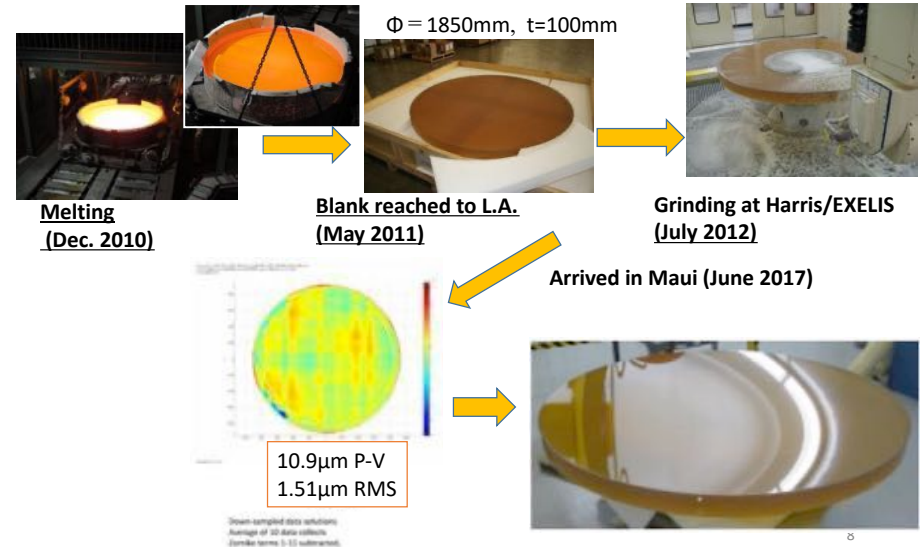 Φ＝1850mm, t=100mm
Melting
(Dec. 2010)
Blank reached to L.A.
(May 2011)
Grinding at Harris/EXELIS
(July 2012)
Arrived in Maui (June 2017)
10.9μm P-V
1.51μm RMS
Down-sampled data solutions
Average of 10 data collects
Zernike terms 1-11 subtracted,
8